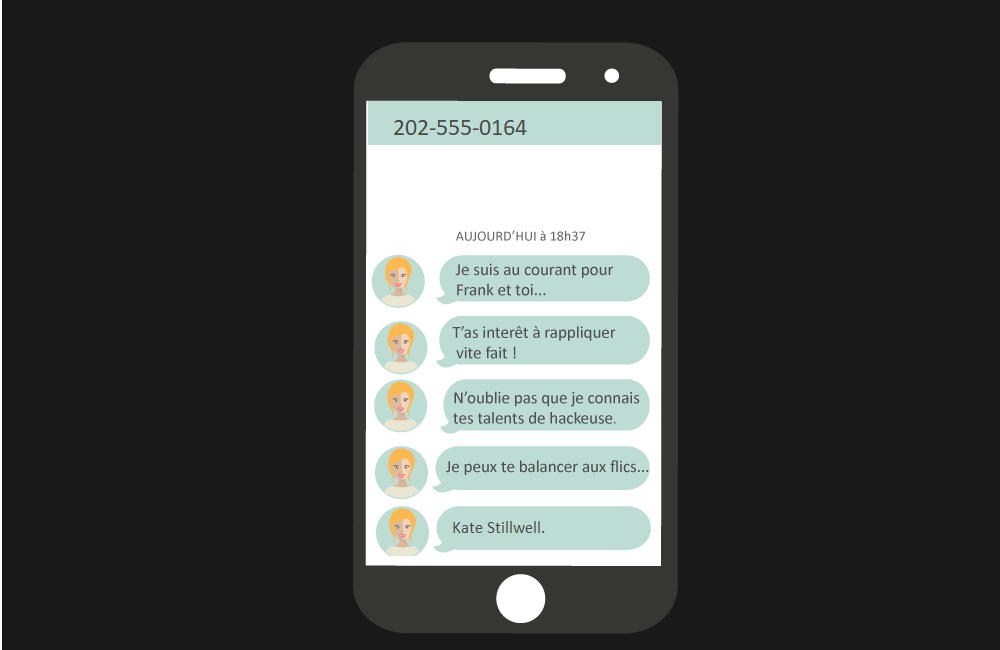 202-555-0164
AUJOURD’HUI à 18h37
Je suis au courant pour
Frank et toi...
T’as interêt à rappliquer
vite fait !
N’oublie pas que je connais
tes talents de hackeuse.
Je peux te balancer aux flics...
Kate Stillwell.